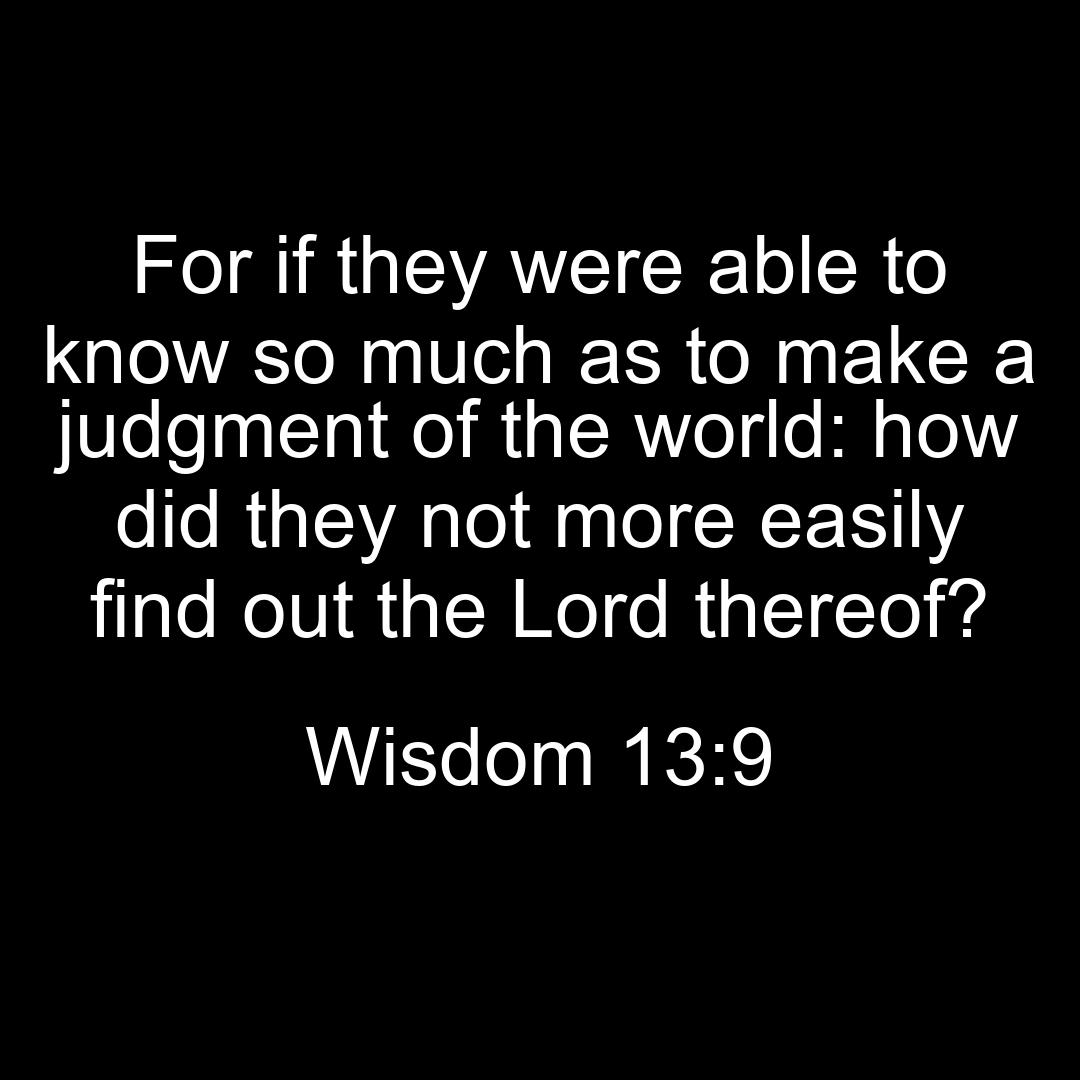 For if they were able to
know so much as to make a
judgment of the world: how
did they not more easily
find out the Lord thereof?
Wisdom 13:9